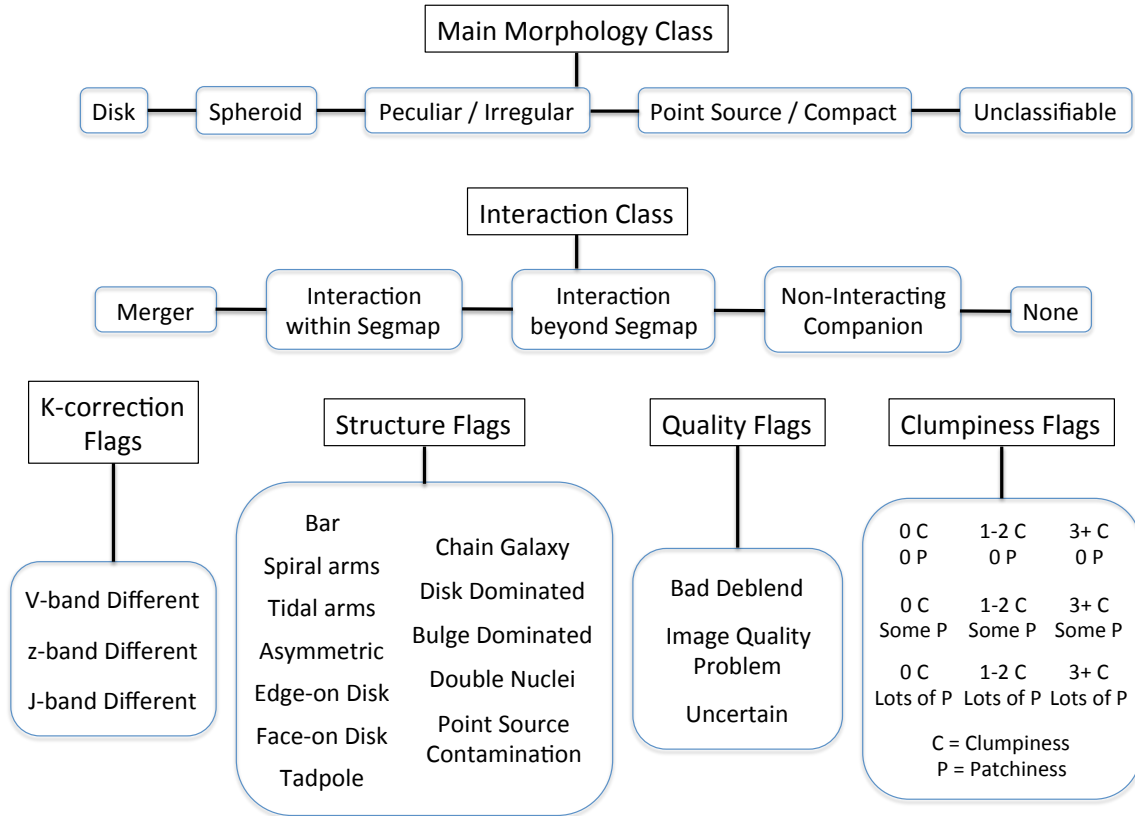 Main Morphology Class
Disk
Spheroid
Peculiar / Irregular
Point Source / Compact
Unclassifiable
Interaction Class
Merger
Interaction
within Segmap
Interaction
beyond Segmap
Non-Interacting
Companion
None
K-correction
Flags
V-band Different
z-band Different
J-band Different
Structure Flags
Bar
Spiral arms
Tidal arms
Asymmetric
Edge-on Disk
Face-on Disk
Tadpole
Chain Galaxy
Disk Dominated
Bulge Dominated
Double Nuclei
Point Source
Contamination
Quality Flags
Bad Deblend
Image Quality
Problem
Uncertain
Clumpiness Flags
0 C
0 P
1-2 C
0 P
3+ C
0 P
0 C
Some P
1-2 C
Some P
3+ C
Some P
0 C
Lots of P
1-2 C
Lots of P
3+ C
Lots of P
C = Clumpiness
P = Patchiness